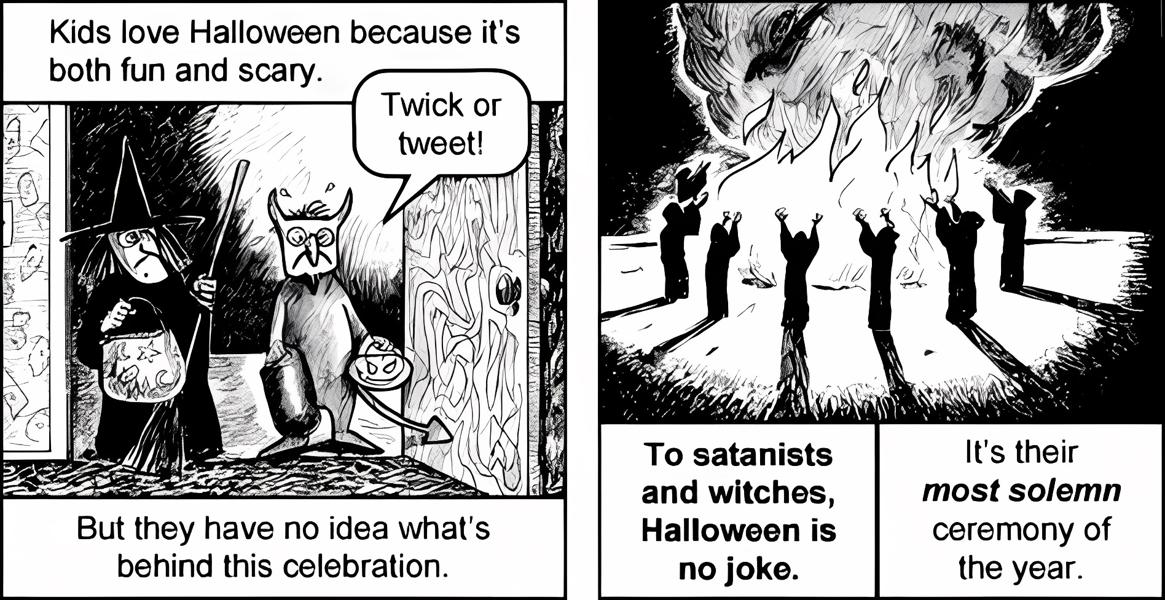 Kids love Halloween because it's
both fun and scary.
Twick or
tweet!
But they have no idea what's
behind this celebration.
To satanists
and witches,
Halloween is
no joke.
It's their
most solemn
ceremony of
the year.